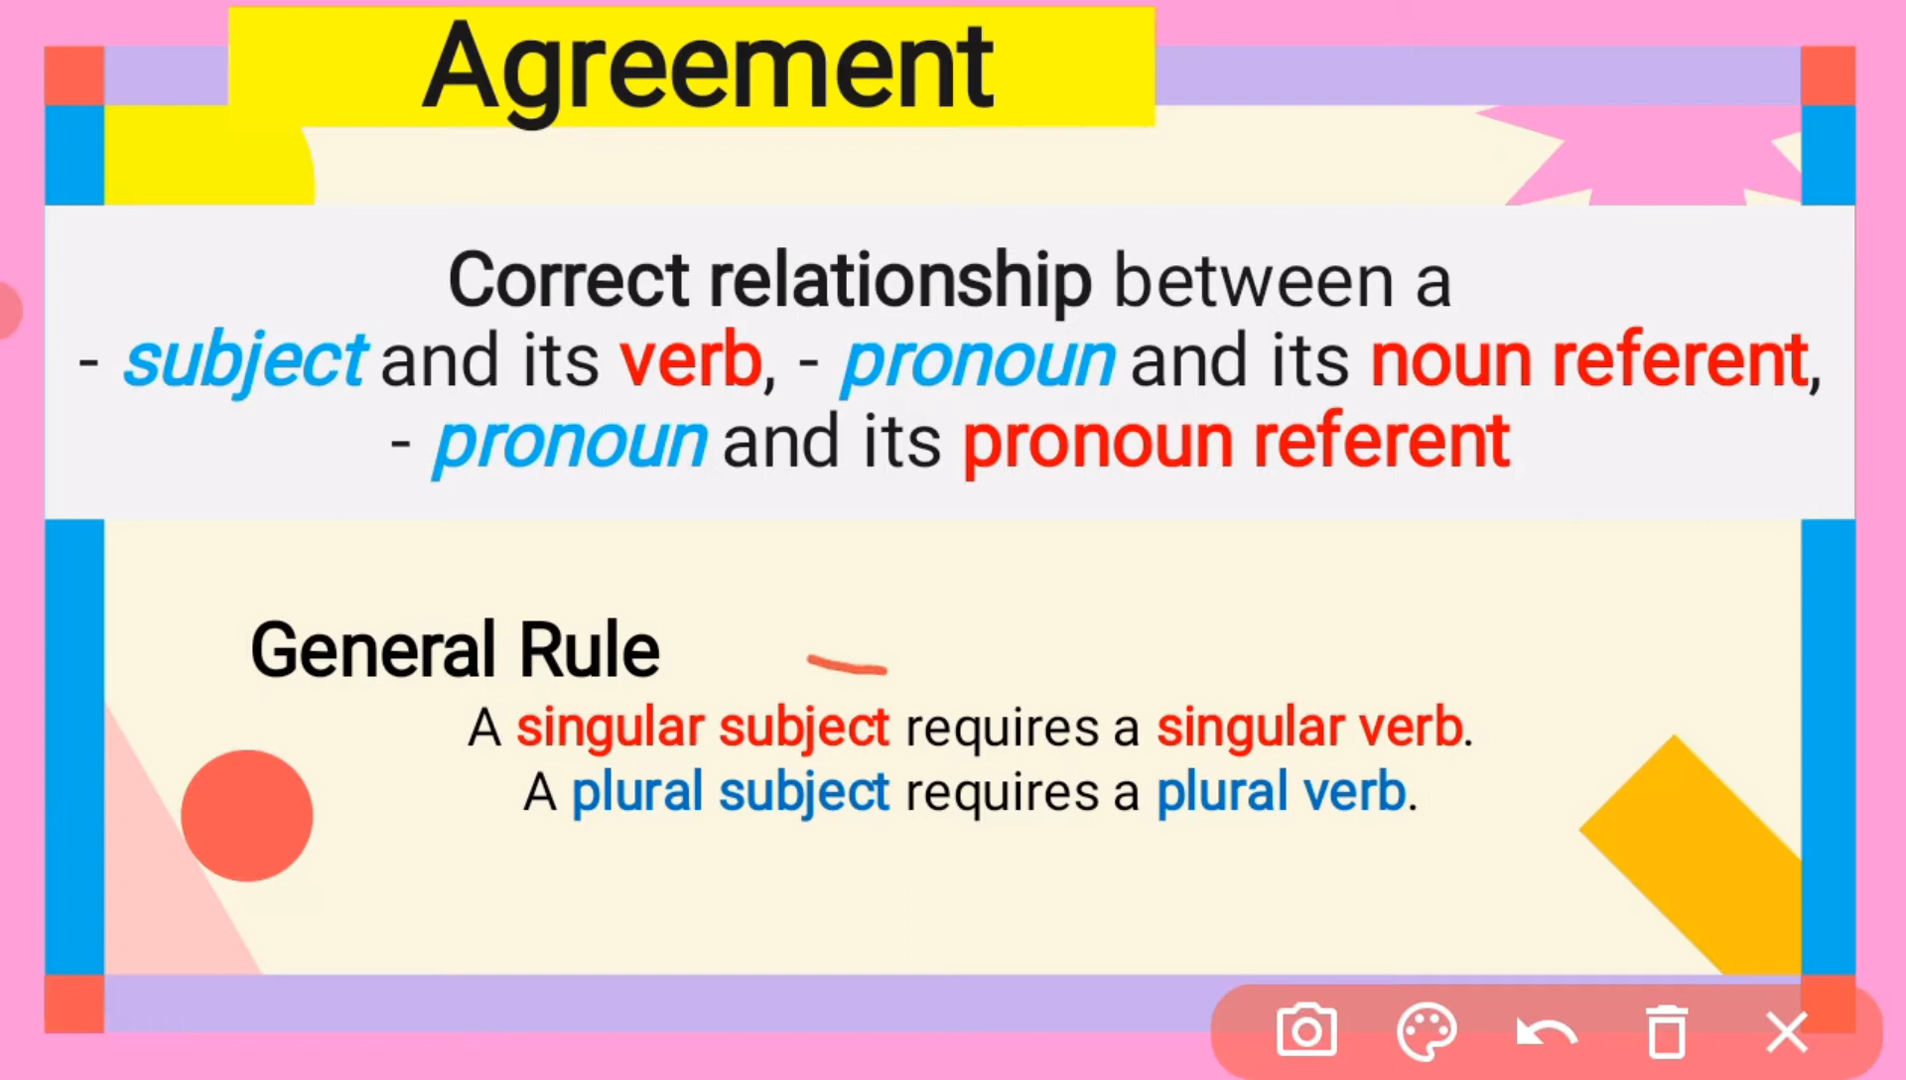 Agreement
Correct relationship between a
- subject and its verb, - pronoun and its noun referent,
- pronoun and its pronoun referent
General Rule
A singular subject requires a singular verb.
A plural subject requires a plural verb.